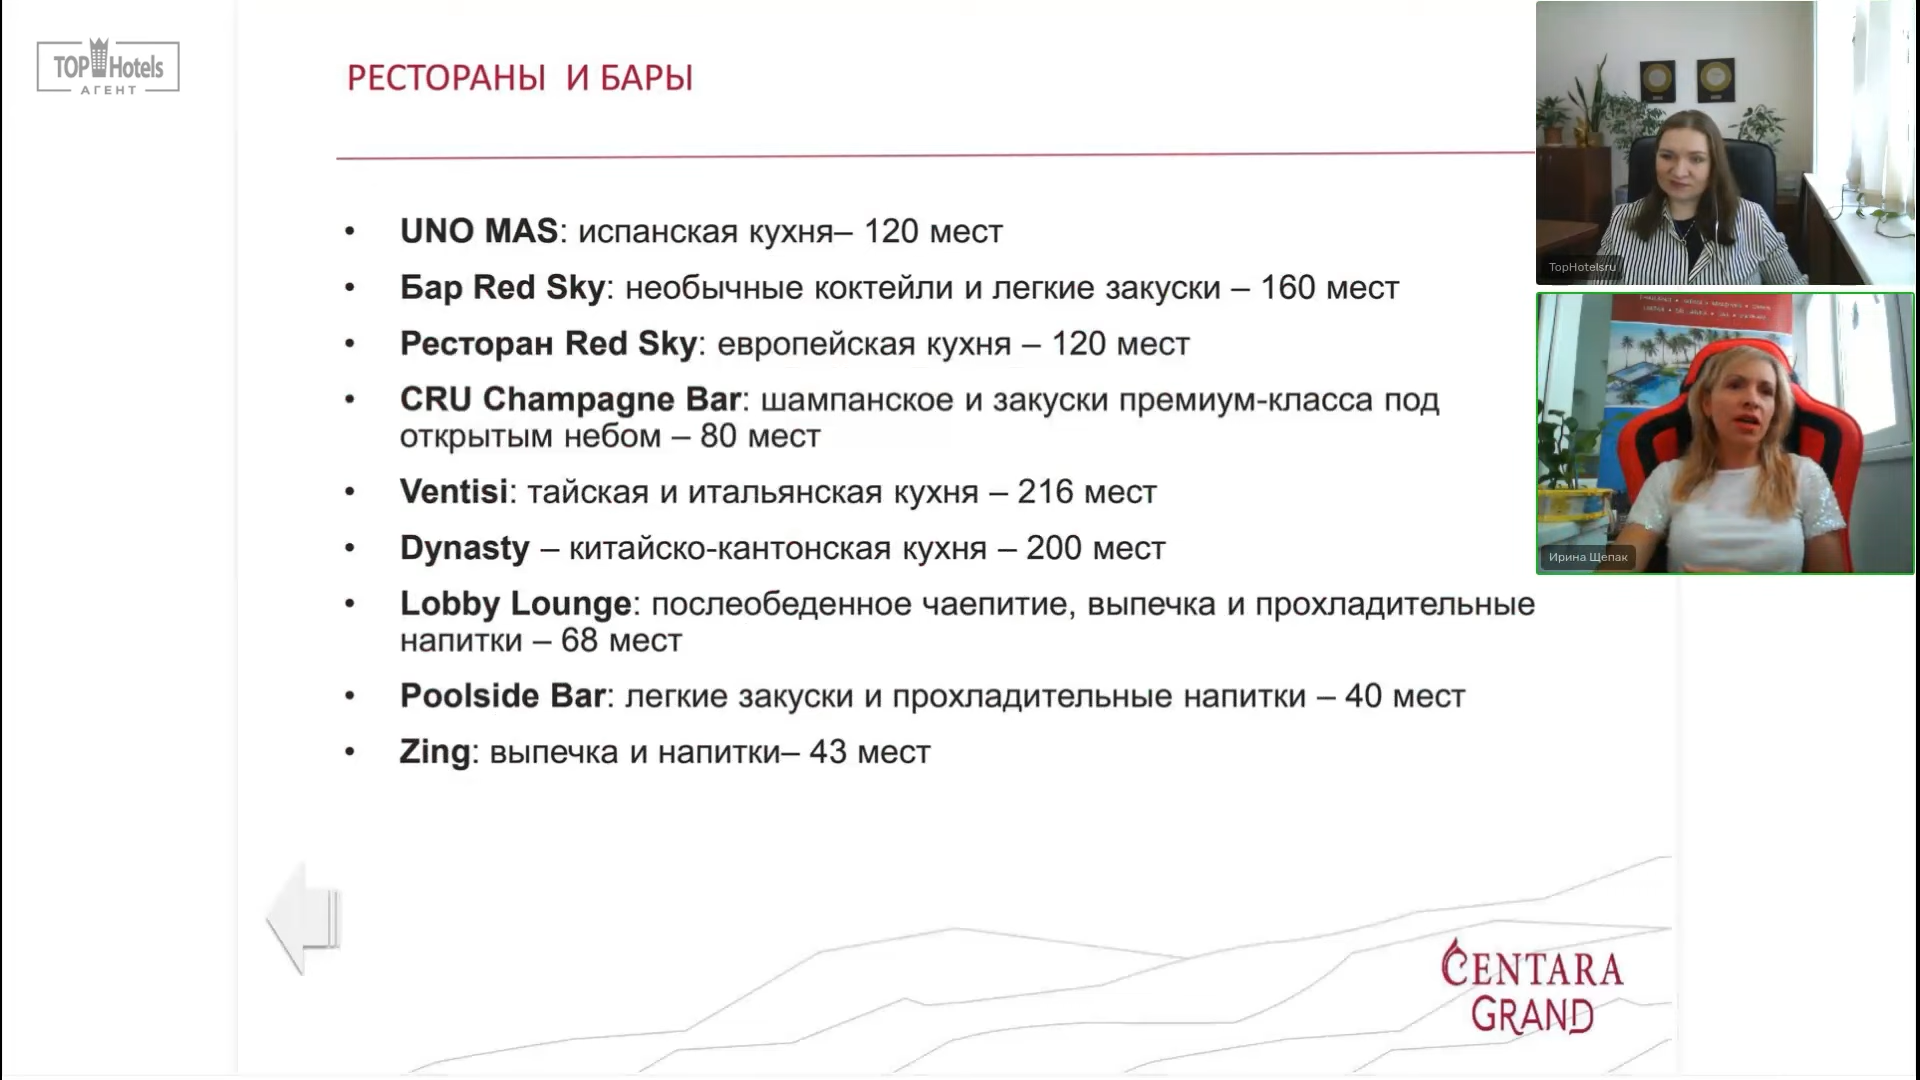 TOP Hotels
АГЕНТ
РЕСТОРАНЫ И БАРЫ
• UNO MAS: испанская кухня– 120 мест
• Бар Red Sky: необычные коктейли и легкие закуски – 160 мест
• Ресторан Red Sky: европейская кухня – 120 мест
• CRU Champagne Bar: шампанское и закуски премиум-класса под
открытым небом – 80 мест
• Ventisi: тайская и итальянская кухня – 216 мест
• Dynasty – китайско-кантонская кухня – 200 мест
• Lobby Lounge: послеобеденное чаепитие, выпечка и прохладительные
напитки – 68 мест
• Poolside Bar: легкие закуски и прохладительные напитки – 40 мест
• Zing: выпечка и напитки– 43 мест
CENTARA
GRAND
TopHotelsru
Ирина Щепак